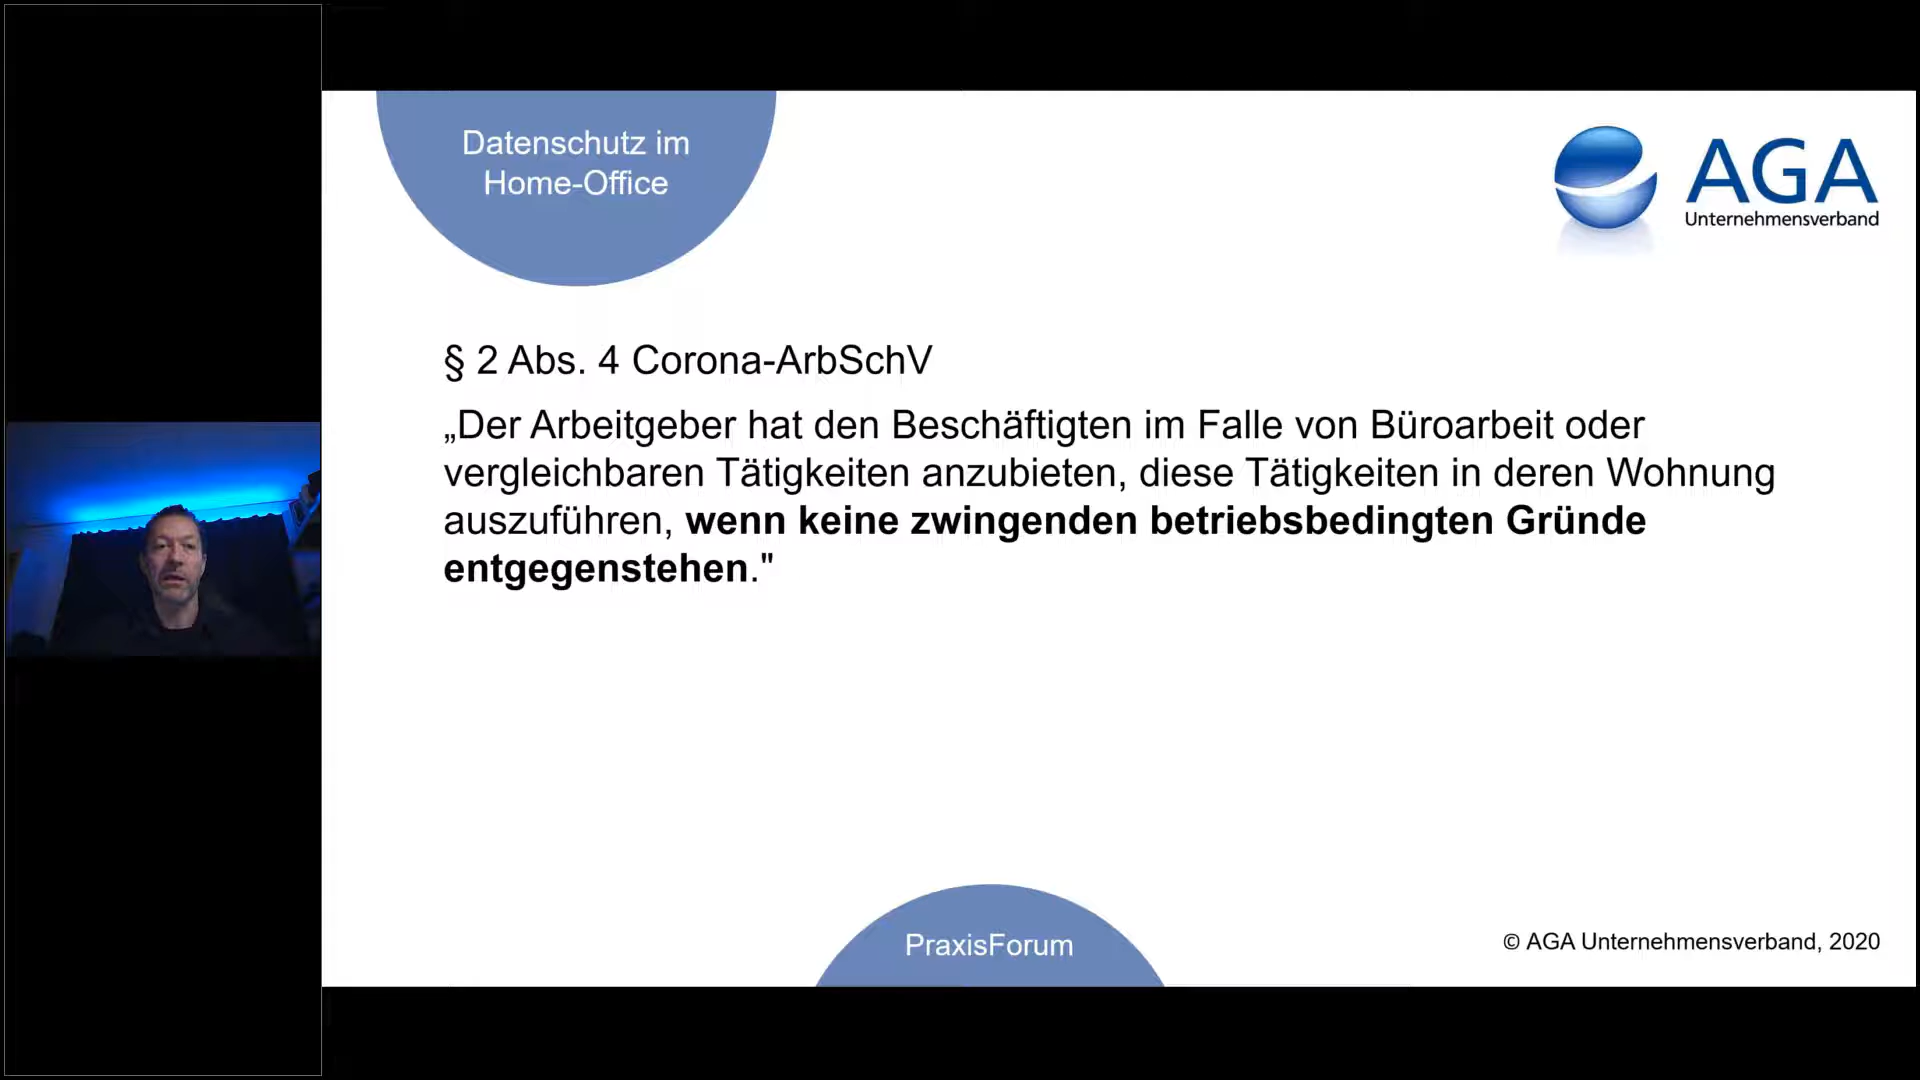 Datenschutz im
Home-Office
AGA
Unternehmensverband
§ 2 Abs. 4 Corona-ArbSchV
„Der Arbeitgeber hat den Beschäftigten im Falle von Büroarbeit oder
vergleichbaren Tätigkeiten anzubieten, diese Tätigkeiten in deren Wohnung
auszuführen, wenn keine zwingenden betriebsbedingten Gründe
entgegenstehen."
PraxisForum
© AGA Unternehmensverband, 2020